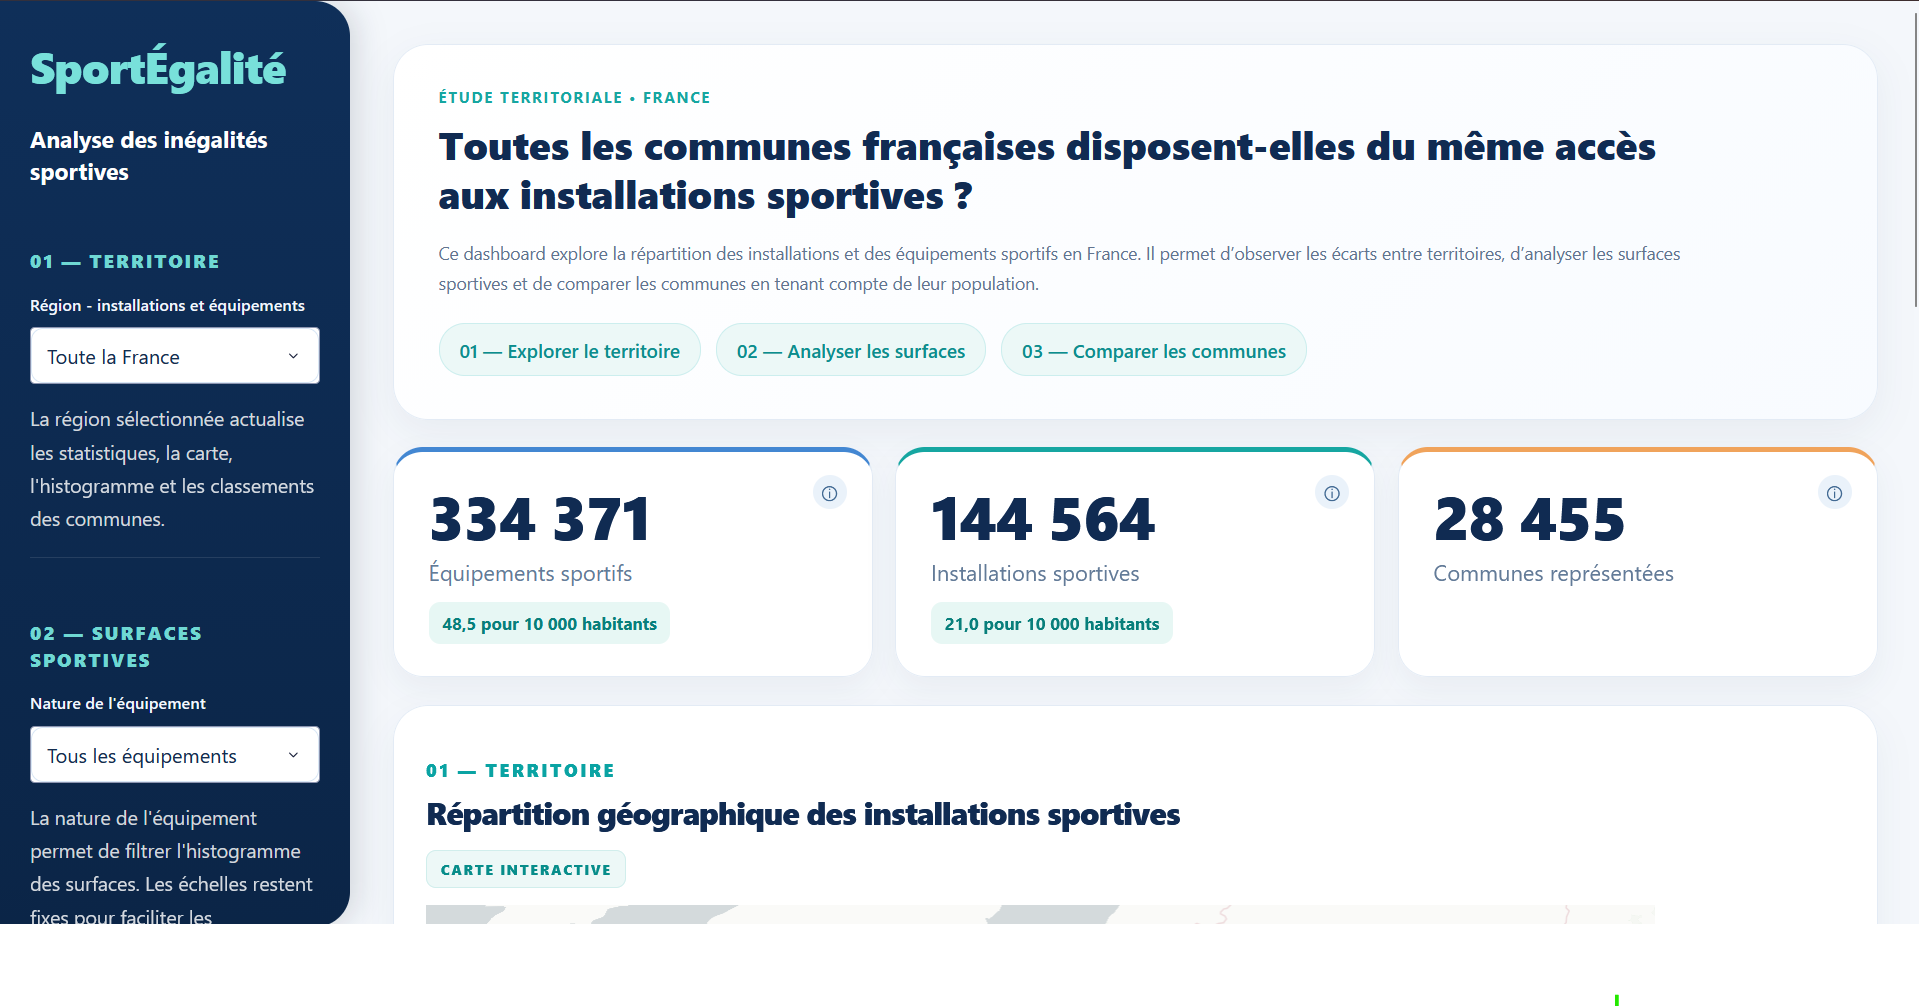 SportÉgalité
Analyse des inégalités
sportives
01 — TERRITOIRE
Région - installations et équipements
Toute la France
La région sélectionnée actualise
les statistiques, la carte,
l'histogramme et les classements
des communes.
02 — SURFACES
SPORTIVES
Nature de l'équipement
Tous les équipements
La nature de l'équipement
permet de filtrer l'histogramme
des surfaces. Les échelles restent
fixes pour faciliter les
ÉTUDE TERRITORIALE • FRANCE
Toutes les communes françaises disposent-elles du même accès
aux installations sportives ?
Ce dashboard explore la répartition des installations et des équipements sportifs en France. Il permet d’observer les écarts entre territoires, d’analyser les surfaces
sportives et de comparer les communes en tenant compte de leur population.
01 — Explorer le territoire
02 — Analyser les surfaces
03 — Comparer les communes
334 371
Équipements sportifs
48,5 pour 10 000 habitants
144 564
Installations sportives
21,0 pour 10 000 habitants
28 455
Communes représentées
01 — TERRITOIRE
Répartition géographique des installations sportives
CARTE INTERACTIVE